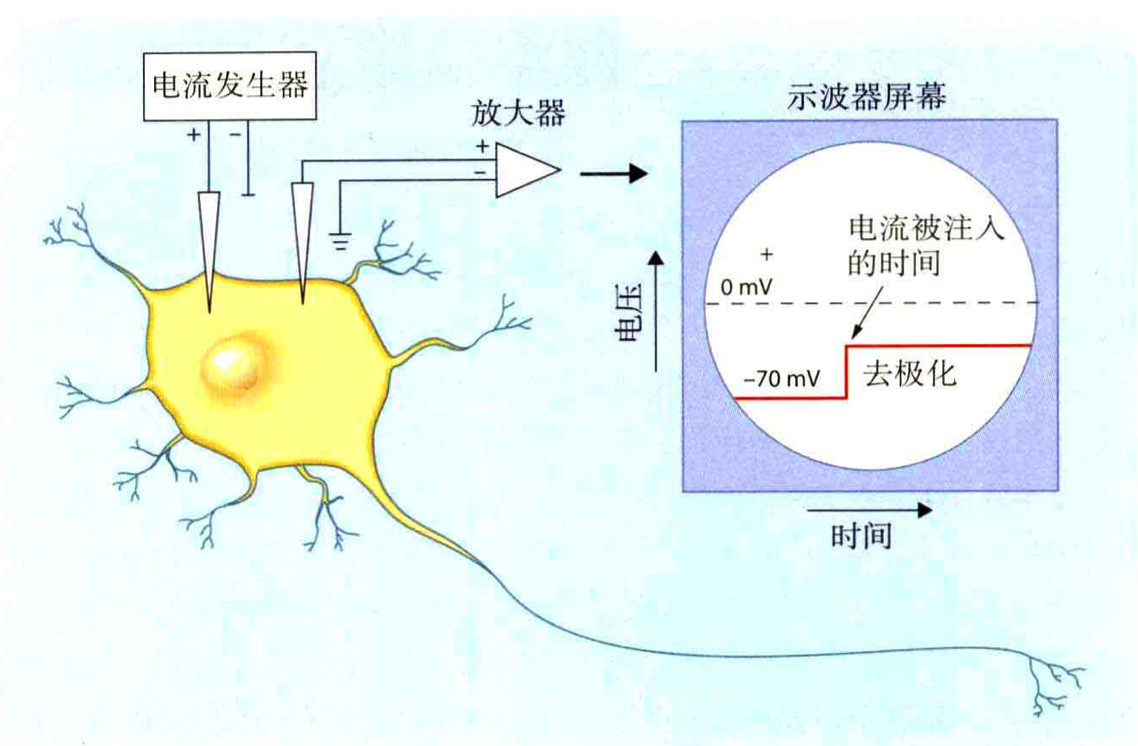 电流发生器
+ −
放大器
+
−
示波器屏幕
电流被注入
的时间
+
0 mV
电压
−70 mV
去极化
时间